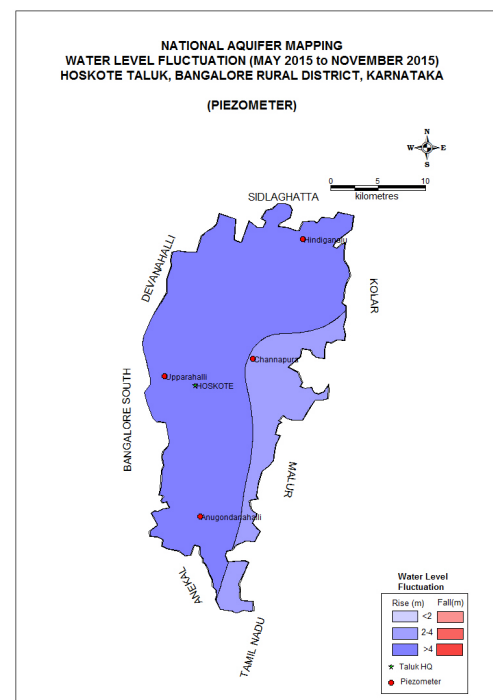 NATIONAL AQUIFER MAPPING
WATER LEVEL FLUCTUATION (MAY 2015 to NOVEMBER 2015)
HOSKOTE TALUK, BANGALORE RURAL DISTRICT, KARNATAKA
(PIEZOMETER)
N
W E
S
0 5 10
kilometres
SIDLAGHATTA
Hindiganalu
DEVANAHALLI
KOLAR
Channapura
Upparahalli
HOSKOTE
BANGALORE SOUTH
MALUR
Anugondanahalli
ANEKAL
TAMIL NADU
Water Level
Fluctuation
Rise (m) Fall(m)
<2
2-4
>4
Taluk HQ
Piezometer